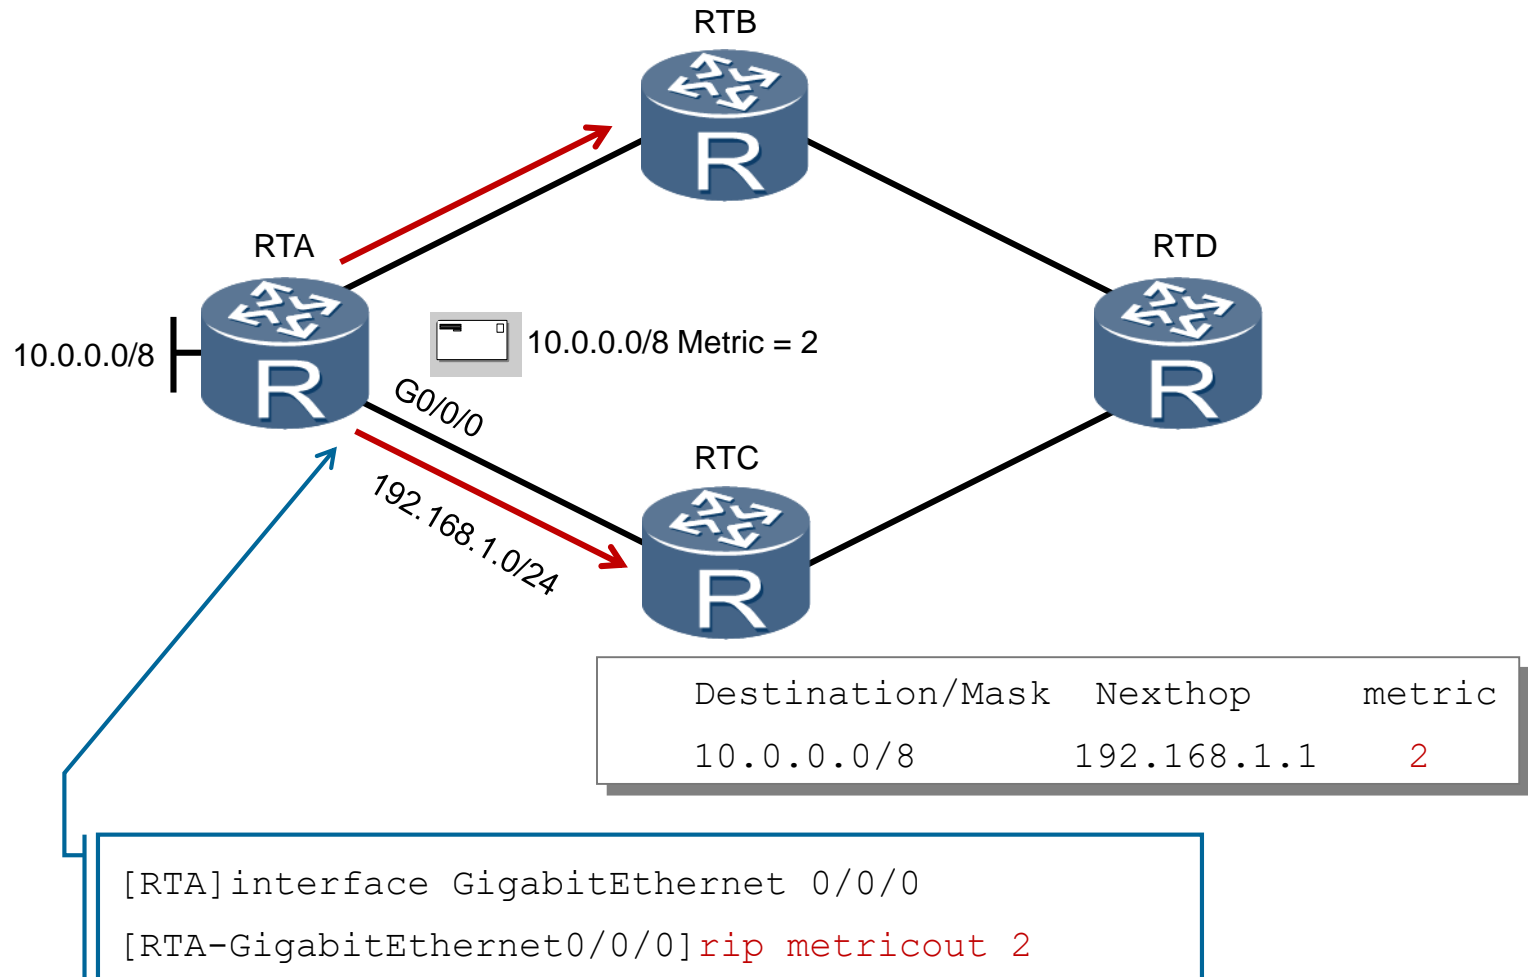 RTB
RTA
RTD
10.0.0.0/8
10.0.0.0/8 Metric = 2
G0/0/0
192.168.1.0/24
RTC
R
R
R
R
Destination/Mask Nexthop metric
10.0.0.0/8 192.168.1.1 2
[RTA]interface GigabitEthernet 0/0/0
[RTA-GigabitEthernet0/0/0]rip metricout 2